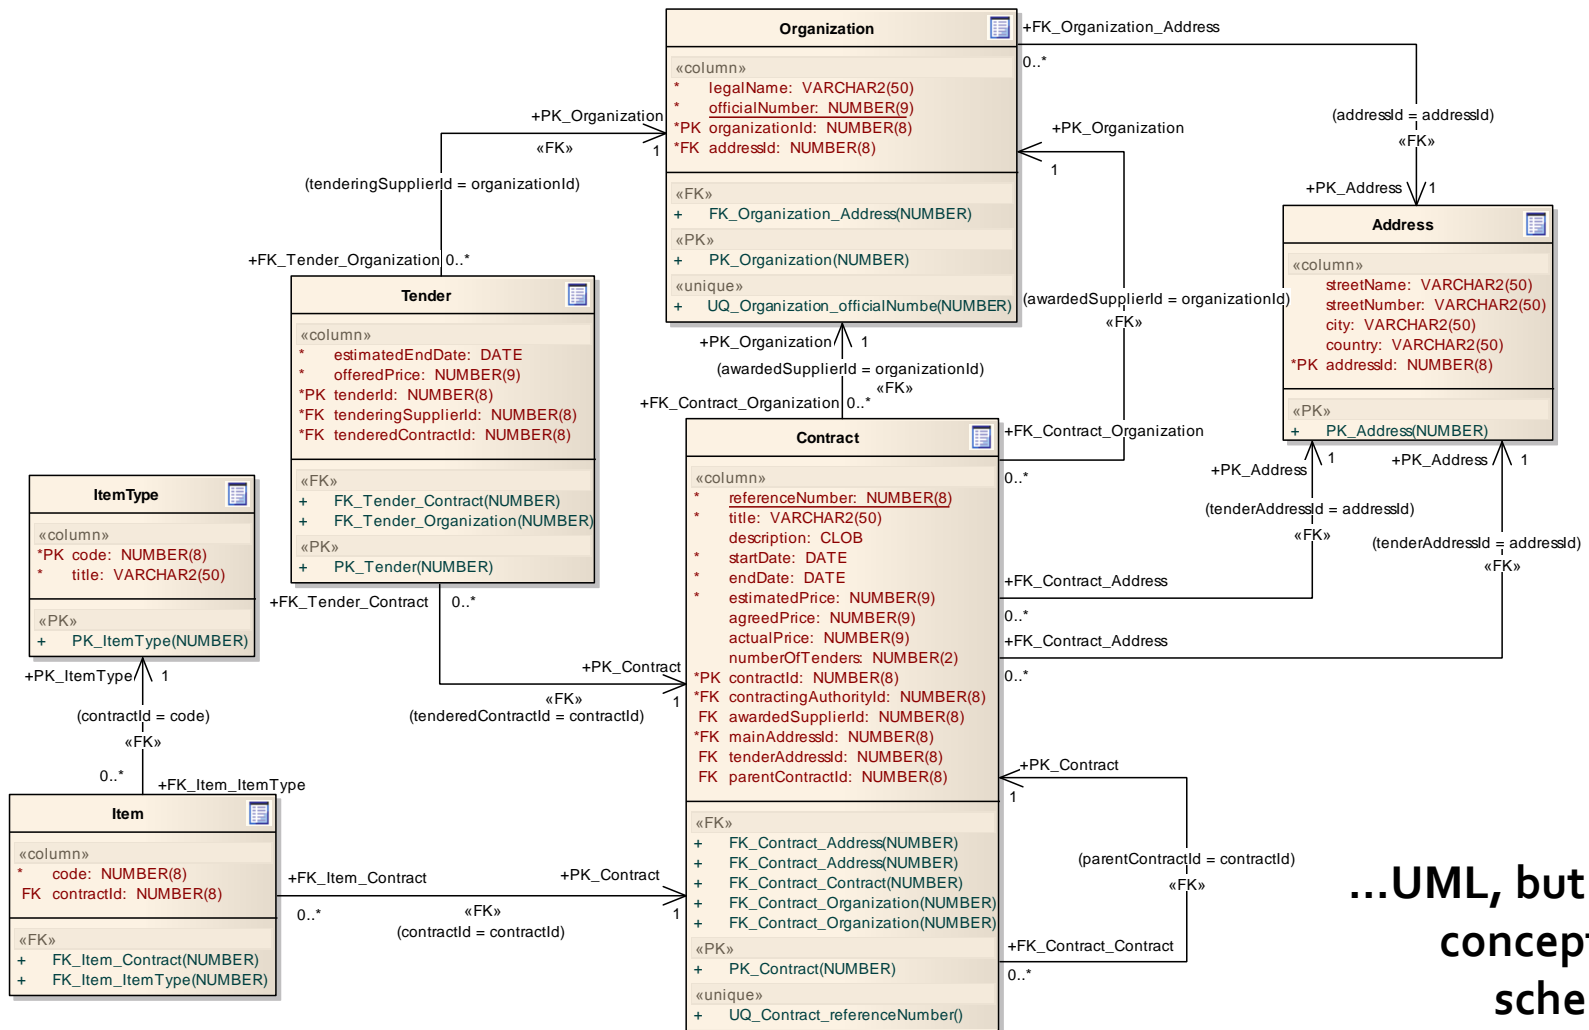 Organization
«column»
* legalName: VARCHAR2(50)
* officialNumber: NUMBER(9)
*PK organizationId: NUMBER(8)
*FK addressId: NUMBER(8)
«FK»
+ FK_Organization_Address(NUMBER)
«PK»
+ PK_Organization(NUMBER)
«unique»
+ UQ_Organization_officialNumbe(NUMBER)
+FK_Organization_Address
0..*
(addressId = addressId)
«FK»
+PK_Address
1
+PK_Organization
1
(awardedSupplierId = organizationId)
«FK»
+PK_Organization
«FK»
1
(tenderingSupplierId = organizationId)
+FK_Tender_Organization
0..*
Address
«column»
streetName: VARCHAR2(50)
streetNumber: VARCHAR2(50)
city: VARCHAR2(50)
country: VARCHAR2(50)
*PK addressId: NUMBER(8)
«PK»
+ PK_Address(NUMBER)
Tender
«column»
* estimatedEndDate: DATE
* offeredPrice: NUMBER(9)
*PK tenderId: NUMBER(8)
*FK tenderingSupplierId: NUMBER(8)
*FK tenderedContractId: NUMBER(8)
«FK»
+ FK_Tender_Contract(NUMBER)
+ FK_Tender_Organization(NUMBER)
«PK»
+ PK_Tender(NUMBER)
+PK_Organization
1
(awardedSupplierId = organizationId)
«FK»
+FK_Contract_Organization
0..*
Contract
«column»
* referenceNumber: NUMBER(8)
* title: VARCHAR2(50)
description: CLOB
* startDate: DATE
* endDate: DATE
* estimatedPrice: NUMBER(9)
agreedPrice: NUMBER(9)
actualPrice: NUMBER(9)
numberOfTenders: NUMBER(2)
*PK contractId: NUMBER(8)
*FK contractingAuthorityId: NUMBER(8)
FK awardedSupplierId: NUMBER(8)
*FK mainAddressId: NUMBER(8)
FK tenderAddressId: NUMBER(8)
FK parentContractId: NUMBER(8)
«FK»
+ FK_Contract_Address(NUMBER)
+ FK_Contract_Address(NUMBER)
+ FK_Contract_Contract(NUMBER)
+ FK_Contract_Organization(NUMBER)
+ FK_Contract_Organization(NUMBER)
«PK»
+ PK_Contract(NUMBER)
«unique»
+ UQ_Contract_referenceNumber()
+FK_Contract_Organization
0..*
+PK_Address
1
(tenderAddressId = addressId)
«FK»
+FK_Contract_Address
0..*
+PK_Address
1
(tenderAddressId = addressId)
«FK»
+FK_Contract_Address
0..*
+PK_Contract
1
(parentContractId = contractId)
«FK»
+FK_Contract_Contract
0..*
ItemType
«column»
*PK code: NUMBER(8)
* title: VARCHAR2(50)
«PK»
+ PK_ItemType(NUMBER)
+FK_Tender_Contract
0..*
+PK_Contract
«FK»
1
(tenderedContractId = contractId)
+PK_ItemType
1
(contractId = code)
«FK»
0..*
+FK_Item_ItemType
Item
«column»
* code: NUMBER(8)
FK contractId: NUMBER(8)
«FK»
+ FK_Item_Contract(NUMBER)
+ FK_Item_ItemType(NUMBER)
+FK_Item_Contract
+PK_Contract
0..*
«FK»
1
(contractId = contractId)
...UML, but
concept
sche